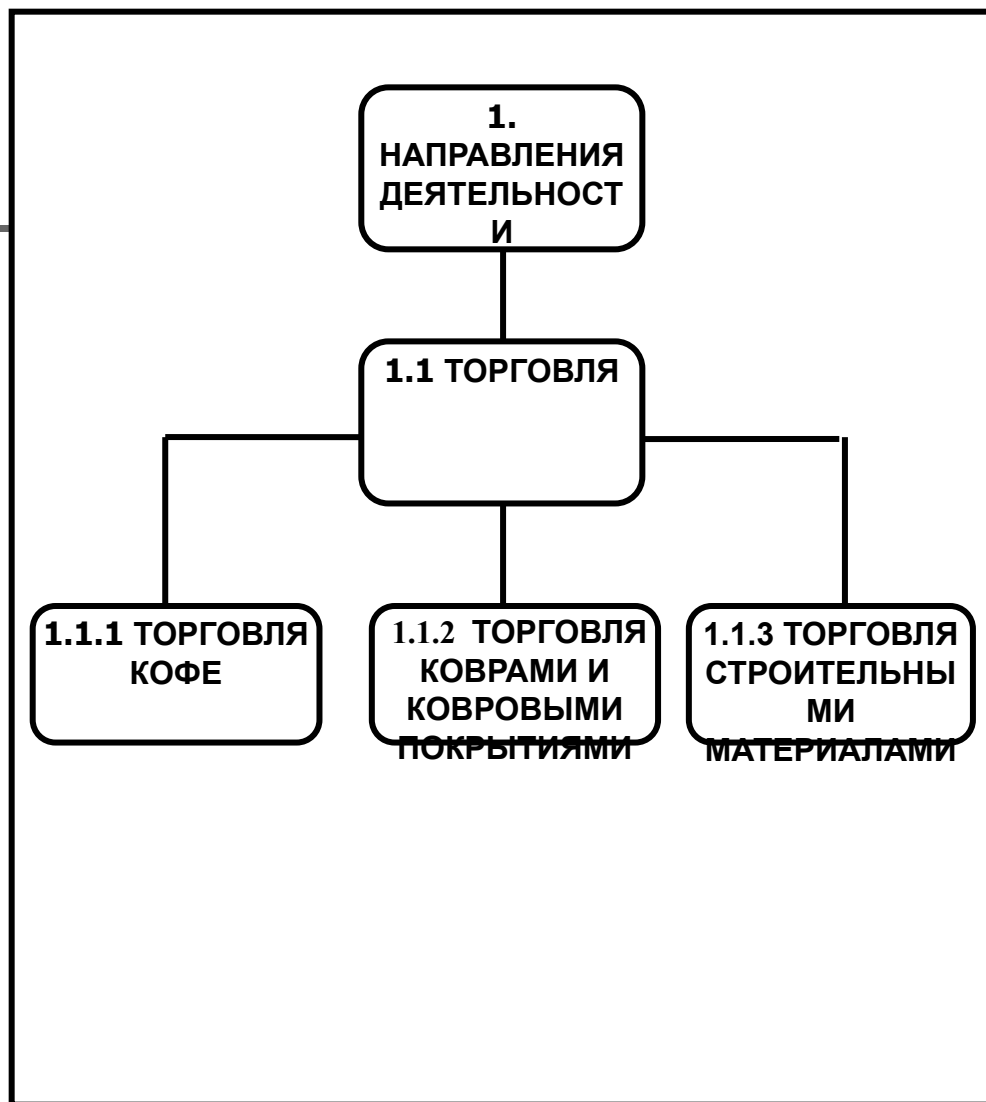 1.
НАПРАВЛЕНИЯ
ДЕЯТЕЛЬНОСТ
И
1.1 ТОРГОВЛЯ
1.1.1 ТОРГОВЛЯ
КОФЕ
1.1.2 ТОРГОВЛЯ
КОВРАМИ И
КОВРОВЫМИ
ПОКРЫТИЯМИ
1.1.3 ТОРГОВЛЯ
СТРОИТЕЛЬНЫ
МИ
МАТЕРИАЛАМИ